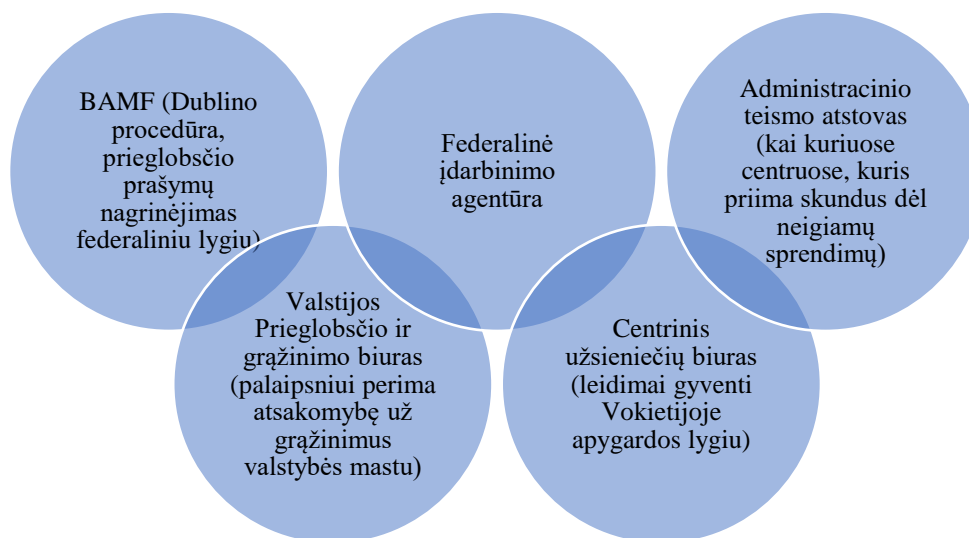 BAMF (Dublino
procedūra,
prieglobsčio
prašymų
nagrinėjimas
federaliniu lygiu)
Valstijos
Prieglobsčio ir
grąžinimo biuras
(palaipsniui perima
atsakomybę už
grąžinimus
valstybės mastu)
Federalinė
įdarbinimo
agentūra
Centrinis
užsieniečių biuras
(leidimai gyventi
Vokietijoje
apygardos lygiu)
Administracinio
teismo atstovas
(kai kuriuose
centruose, kuris
priima skundus dėl
neigiamų
sprendimų)